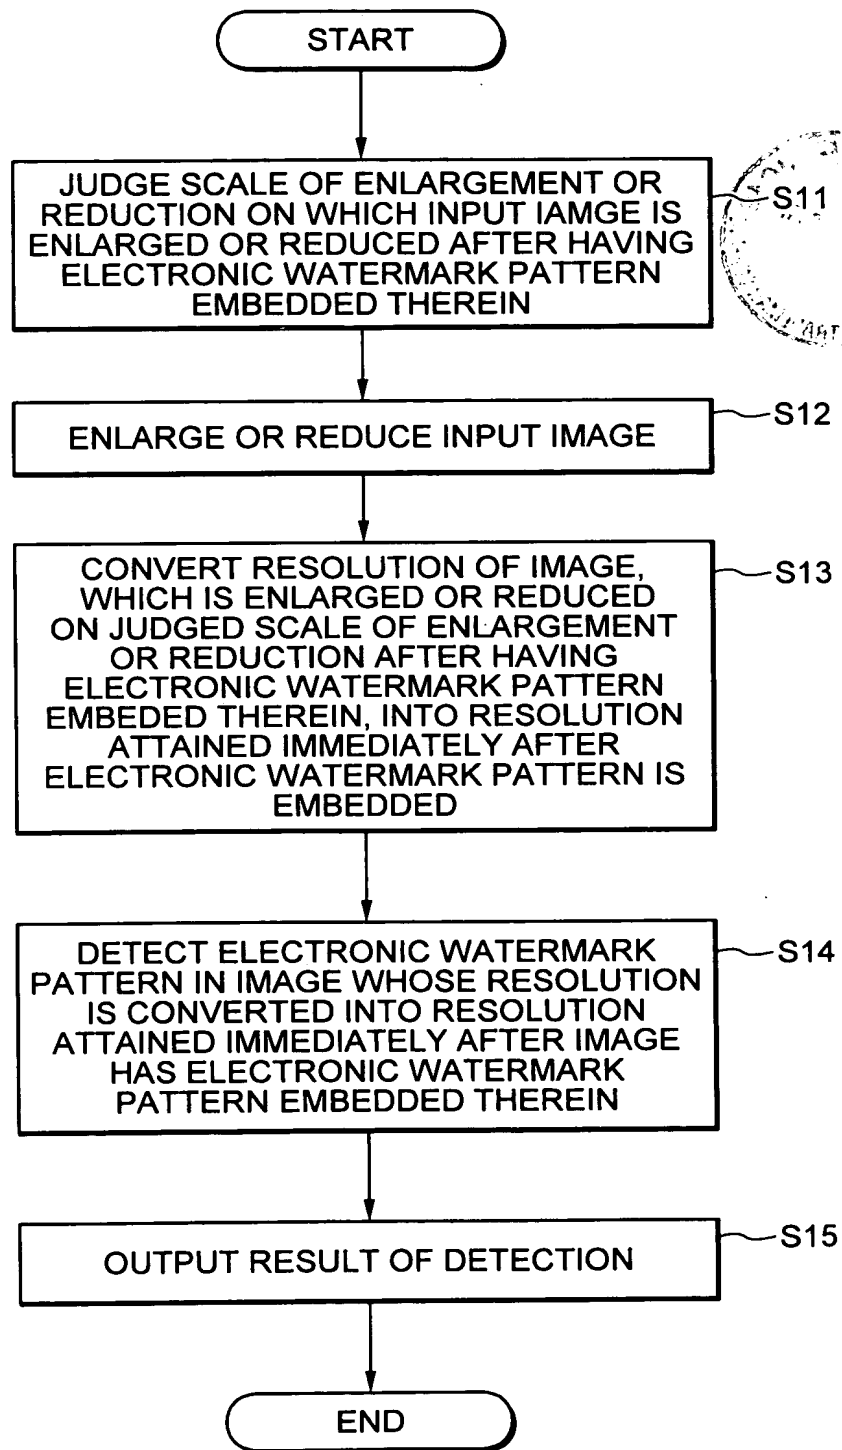 START
JUDGE SCALE OF ENLARGEMENT OR
REDUCTION ON WHICH INPUT IAMGE IS
ENLARGED OR REDUCED AFTER HAVING
ELECTRONIC WATERMARK PATTERN
EMBEDDED THEREIN
S11
ENLARGE OR REDUCE INPUT IMAGE
S12
CONVERT RESOLUTION OF IMAGE,
WHICH IS ENLARGED OR REDUCED
ON JUDGED SCALE OF ENLARGEMENT
OR REDUCTION AFTER HAVING
ELECTRONIC WATERMARK PATTERN
EMBEDED THEREIN, INTO RESOLUTION
ATTAINED IMMEDIATELY AFTER
ELECTRONIC WATERMARK PATTERN IS
EMBEDDED
S13
DETECT ELECTRONIC WATERMARK
PATTERN IN IMAGE WHOSE RESOLUTION
IS CONVERTED INTO RESOLUTION
ATTAINED IMMEDIATELY AFTER IMAGE
HAS ELECTRONIC WATERMARK
PATTERN EMBEDDED THEREIN
S14
OUTPUT RESULT OF DETECTION
S15
END